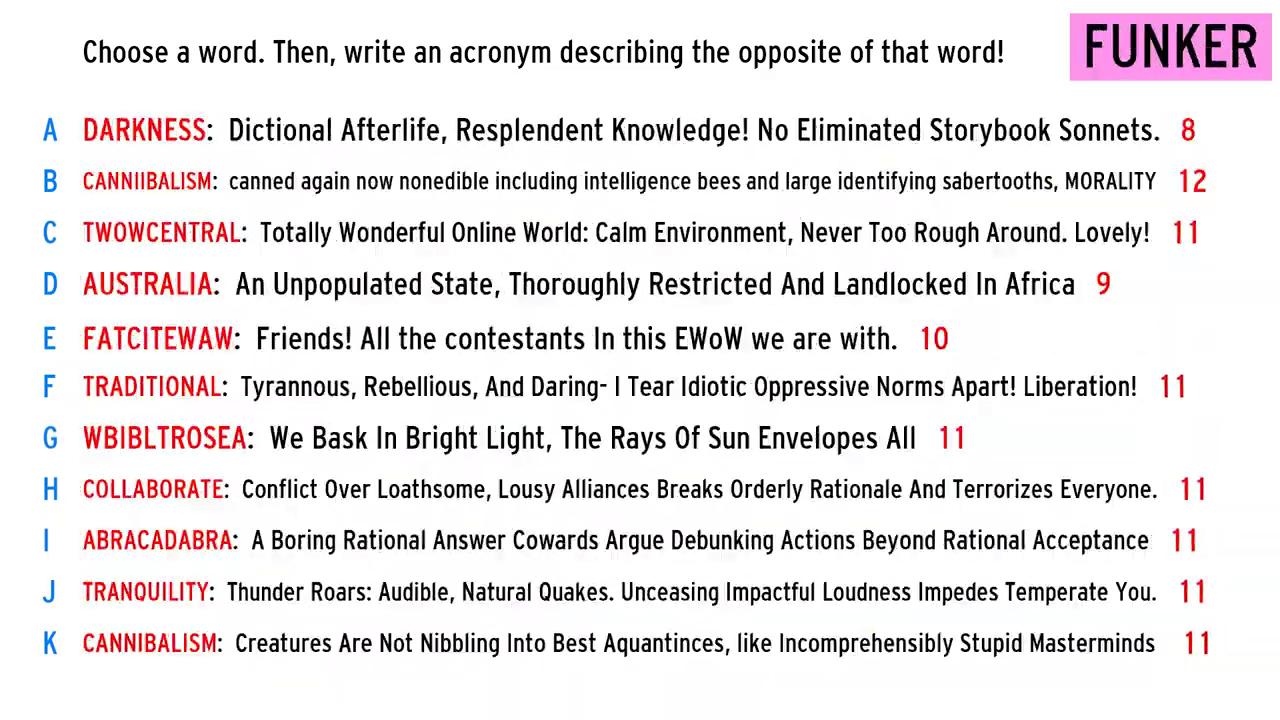 Choose a word. Then, write an acronym describing the opposite of that word!
FUNKER
A DARKNESS: Dictional Afterlife, Resplendent Knowledge! No Eliminated Storybook Sonnets. 8
B CANNIIBALISM: canned again now nonedible including intelligence bees and large identifying sabertooths, MORALITY 12
C TWOWCENTRAL: Totally Wonderful Online World: Calm Environment, Never Too Rough Around. Lovely! 11
D AUSTRALIA: An Unpopulated State, Thoroughly Restricted And Landlocked In Africa 9
E FATCITEWAW: Friends! All the contestants In this EWoW we are with. 10
F TRADITIONAL: Tyrannous, Rebellious, And Daring- I Tear Idiotic Oppressive Norms Apart! Liberation! 11
G WBIBLTROSEA: We Bask In Bright Light, The Rays Of Sun Envelopes All 11
H COLLABORATE: Conflict Over Loathsome, Lousy Alliances Breaks Orderly Rationale And Terrorizes Everyone. 11
I ABRACADABRA: A Boring Rational Answer Cowards Argue Debunking Actions Beyond Rational Acceptance 11
J TRANQUILITY: Thunder Roars: Audible, Natural Quakes. Unceasing Impactful Loudness Impedes Temperate You. 11
K CANNIBALISM: Creatures Are Not Nibbling Into Best Aquantinces, like Incomprehensibly Stupid Masterminds 11